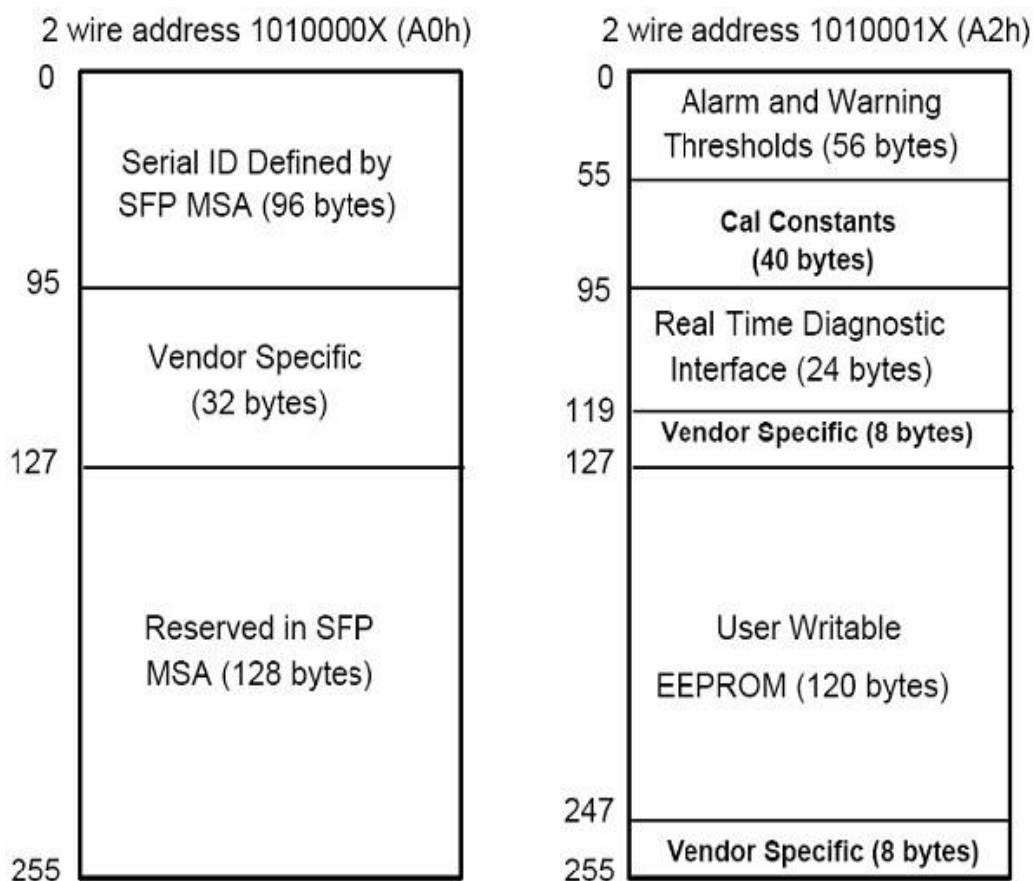 2 wire address 1010000X (A0h)
0
Serial ID Defined by
SFP MSA (96 bytes)
95
Vendor Specific
(32 bytes)
127
Reserved in SFP
MSA (128 bytes)
255
2 wire address 1010001X (A2h)
0
Alarm and Warning
Thresholds (56 bytes)
55
Cal Constants
(40 bytes)
95
Real Time Diagnostic
Interface (24 bytes)
119
Vendor Specific (8 bytes)
127
User Writable
EEPROM (120 bytes)
247
Vendor Specific (8 bytes)
255